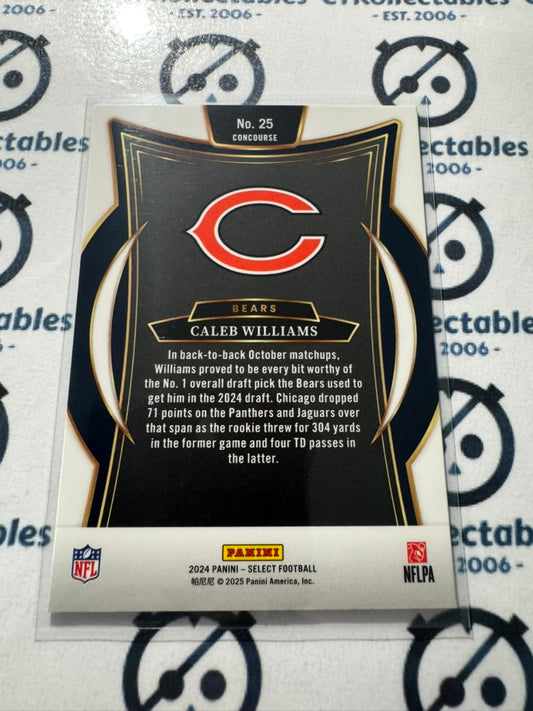 - EST. 2006 -
- EST. 2006 -
No. 25
CONCOURSE
BEARS
CALEB WILLIAMS
In back-to-back October matchups,
Williams proved to be every bit worthy of
the No. 1 overall draft pick the Bears used to
get him in the 2024 draft. Chicago dropped
71 points on the Panthers and Jaguars over
that span as the rookie threw for 304 yards
in the former game and four TD passes in
the latter.
NFL
PANINI
2024 PANINI – SELECT FOOTBALL
帕尼尼 © 2025 Panini America, Inc.
NFLPA